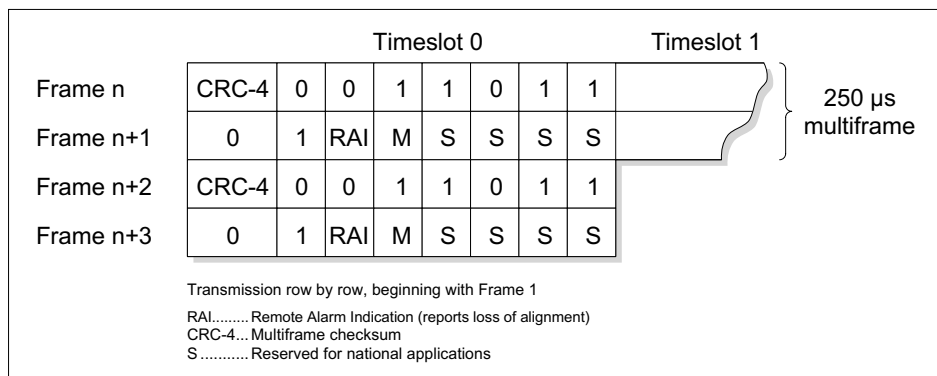 Timeslot 0 Timeslot 1
Frame n CRC-4 0 0 1 1 0 1 1
Frame n+1 0 1 RAI M S S S S
Frame n+2 CRC-4 0 0 1 1 0 1 1
Frame n+3 0 1 RAI M S S S S
250 µs
multiframe
Transmission row by row, beginning with Frame 1
RAI......... Remote Alarm Indication (reports loss of alignment)
CRC-4... Multiframe checksum
S ........... Reserved for national applications